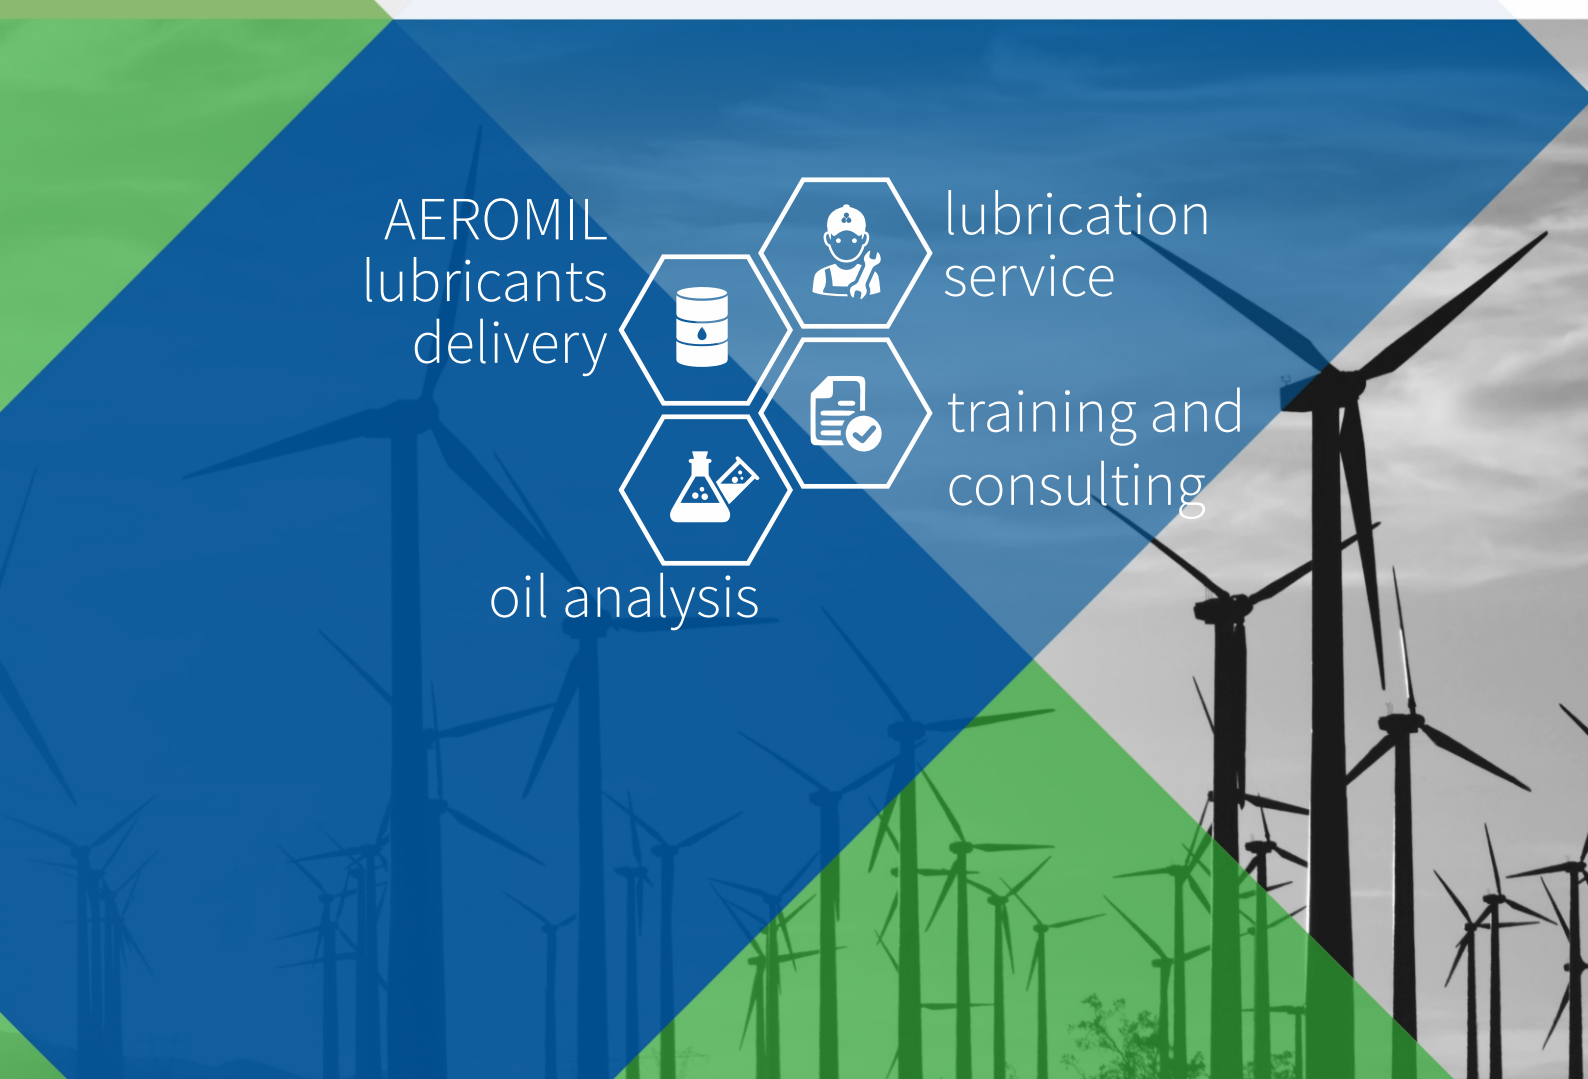 AEROMIL
lubricants
delivery
lubrication
service
training and
consulting
oil analysis